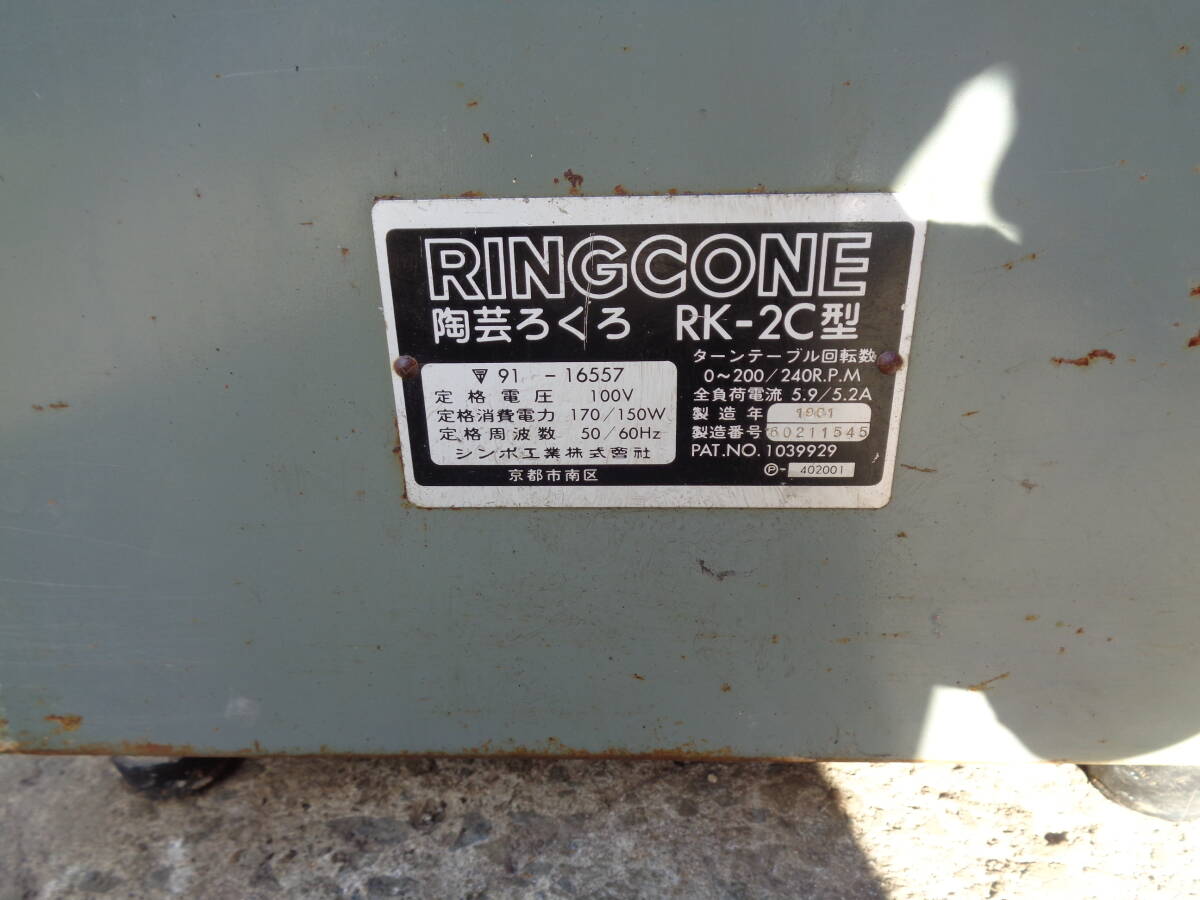 RINGCONE
陶芸ろくろ RK-2C型
91 - 16557
定格電圧 100V
定格消費電力 170/150W
定格周波数 50/60Hz
シンポ工業株式会社
京都市南区
ターンテーブル回転数
0～200/240R.P.M
全負荷電流 5.9/5.2A
製造年
製造番号 60211545
PAT.NO. 1039929
Ⓟ- 402001